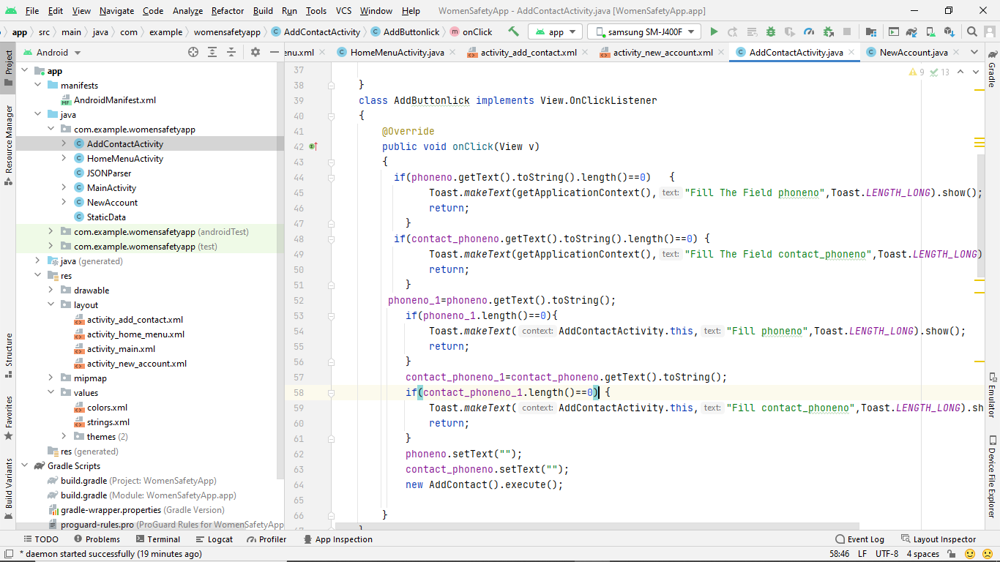 File Edit View Navigate Code Analyze Refactor Build Run Tools VCS Window Help WomenSafetyApp - AddContactActivity.java [WomenSafetyApp.app]
app src main java com example womensafetyapp AddContactActivity AddButtonlick onClick app samsung SM-J400F
Android
enu.xml HomeMenuActivity.java activity_add_contact.xml activity_new_account.xml AddContactActivity.java NewAccount.java
9 13
Project
Resource Manager
Structure
Favorites
Build Variants
app
manifests
AndroidManifest.xml
java
com.example.womensafetyapp
AddContactActivity
HomeMenuActivity
JSONParser
MainActivity
NewAccount
StaticData
com.example.womensafetyapp (androidTest)
com.example.womensafetyapp (test)
java (generated)
res
drawable
layout
activity_add_contact.xml
activity_home_menu.xml
activity_main.xml
activity_new_account.xml
mipmap
values
colors.xml
strings.xml
themes (2)
res (generated)
Gradle Scripts
build.gradle (Project: WomenSafetyApp)
build.gradle (Module: WomenSafetyApp.app)
gradle-wrapper.properties (Gradle Version)
proguard-rules.pro (ProGuard Rules for WomenSafetyApp
37
38 }
39 class AddButtonlick implements View.OnClickListener
40 {
41 @Override
42 public void onClick(View v)
43 {
44 if(phoneno.getText().toString().length()==0) {
45 Toast.makeText(getApplicationContext(), text: "Fill The Field phoneno",Toast.LENGTH_LONG).show();
46 return;
47 }
48 if(contact_phoneno.getText().toString().length()==0) {
49 Toast.makeText(getApplicationContext(), text: "Fill The Field contact_phoneno",Toast.LENGTH_LONG)
50 return;
51 }
52 phoneno_1=phoneno.getText().toString();
53 if(phoneno_1.length()==0){
54 Toast.makeText( context: AddContactActivity.this, text: "Fill phoneno",Toast.LENGTH_LONG).show();
55 return;
56 }
57 contact_phoneno_1=contact_phoneno.getText().toString();
58 if(contact_phoneno_1.length()==0) {
59 Toast.makeText( context: AddContactActivity.this, text: "Fill contact_phoneno",Toast.LENGTH_LONG).sh
60 return;
61 }
62 phoneno.setText("");
63 contact_phoneno.setText("");
64 new AddContact().execute();
65
66 }
Gradle
Emulator
Device File Explorer
TODO Problems Terminal Logcat Profiler App Inspection Event Log Layout Inspector
* daemon started successfully (19 minutes ago) 58:46 LF UTF-8 4 spaces